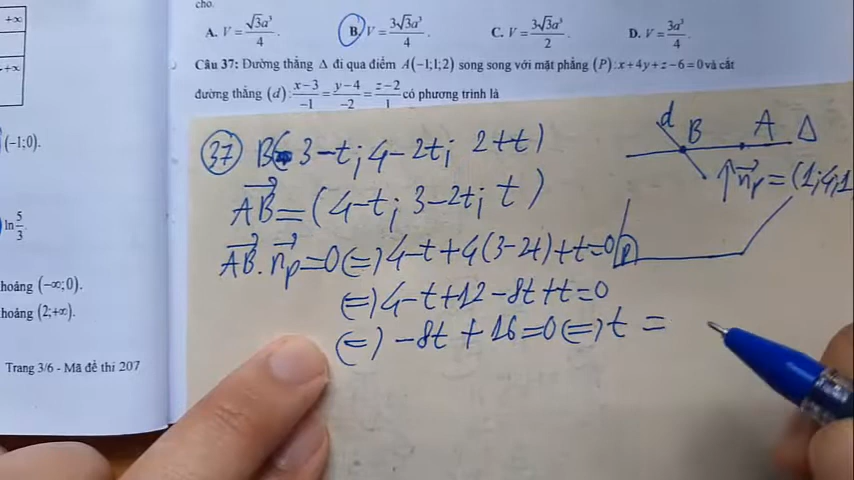 cho.
A. V = √3a³/4.
B. V = 3√3a³/4.
C. V = 3√3a³/2.
D. V = 3a³/4.
Câu 37: Đường thẳng Δ đi qua điểm A(−1;1;2) song song với mặt phẳng (P): x+4y+z−6=0 và cắt
đường thẳng (d): (x−3)/−1 = (y−4)/−2 = (z−2)/1 có phương trình là
+∞
+∞
(−1;0).
ln 5/3.
hoảng (−∞;0).
hoảng (2;+∞).
Trang 3/6 - Mã đề thi 207
37 B(3−t; 4−2t; 2+t)
AB→ = (4−t; 3−2t; t)
AB→.n→p = 0 ⇔ 4−t+4(3−2t)+t=0
⇔ 4−t+12−8t+t=0
⇔ −8t+16=0 ⇔ t =
d B A Δ
n→p = (1;4;1
P